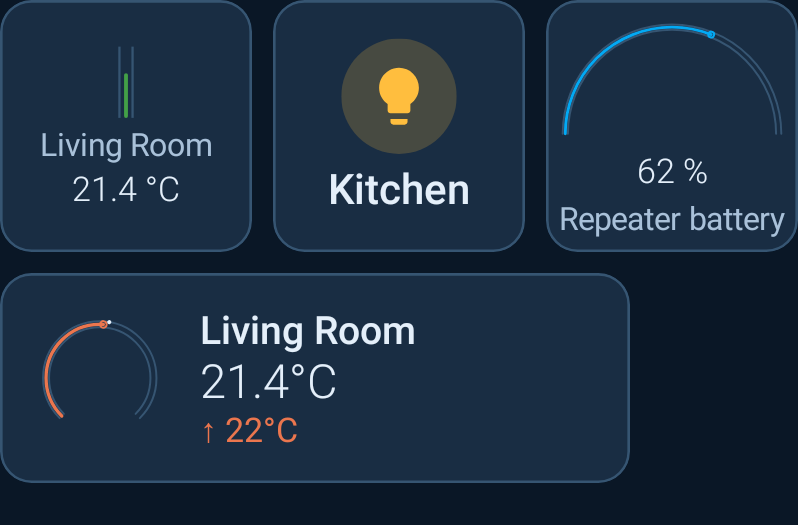 Living Room
21.4 °C
Kitchen
62 %
Repeater battery
Living Room
21.4°C
↑ 22°C